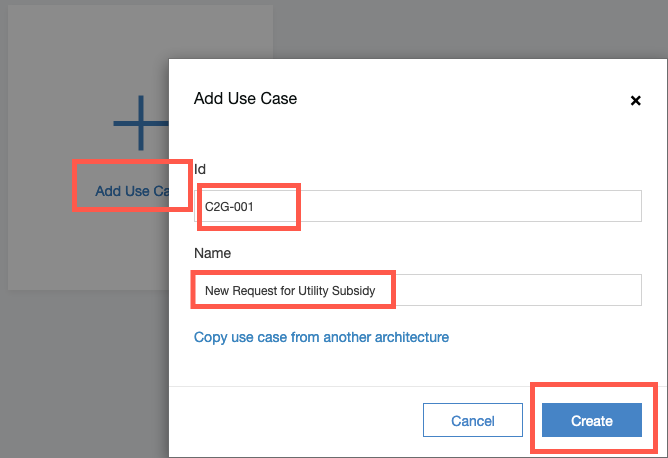 Add Use Case
Id
Add Use Ca
C2G-001
Name
New Request for Utility Subsidy
Copy use case from another architecture
Cancel
Create